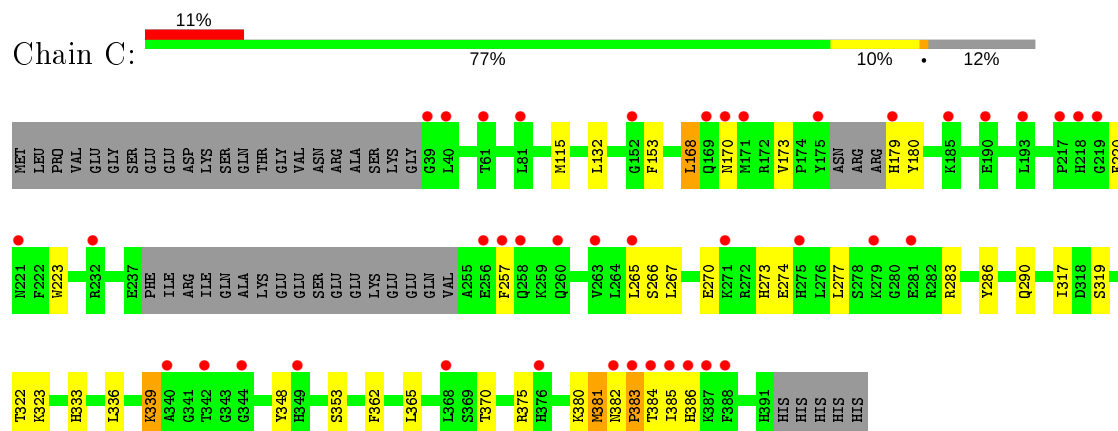 11%
Chain C:
77% 10% • 12%
MET LEU PRO VAL GLU GLY SER GLU GLU ASP LYS SER GLN THR GLY VAL ASN ARG ALA SER LYS GLY G39 L40 T61 L81 M115 L132 G152 F153 L168 Q169 N170 M171 R172 V173 P174 Y175 ASN ARG ARG H179 Y180 K185 E190 L193 P217 H218 G219 E220
N221 F222 W223 R232 E237 PHE ILE ARG ILE GLN ALA LYS GLU GLU SER GLU GLU LYS GLU GLU GLN VAL A255 E256 F257 Q258 K259 Q260 V263 L264 L265 S266 L267 E270 K271 R272 H273 E274 H275 L276 L277 S278 K279 G280 E281 R282 R283 Y286 Q290 I317 D318 S319
T322 K323 H333 L336 K339 A340 G341 T342 G343 G344 Y348 H349 S353 F362 L365 L368 S369 T370 R375 H376 K380 M381 N382 P383 T384 I385 H386 K387 F388 H391 HIS HIS HIS HIS HIS